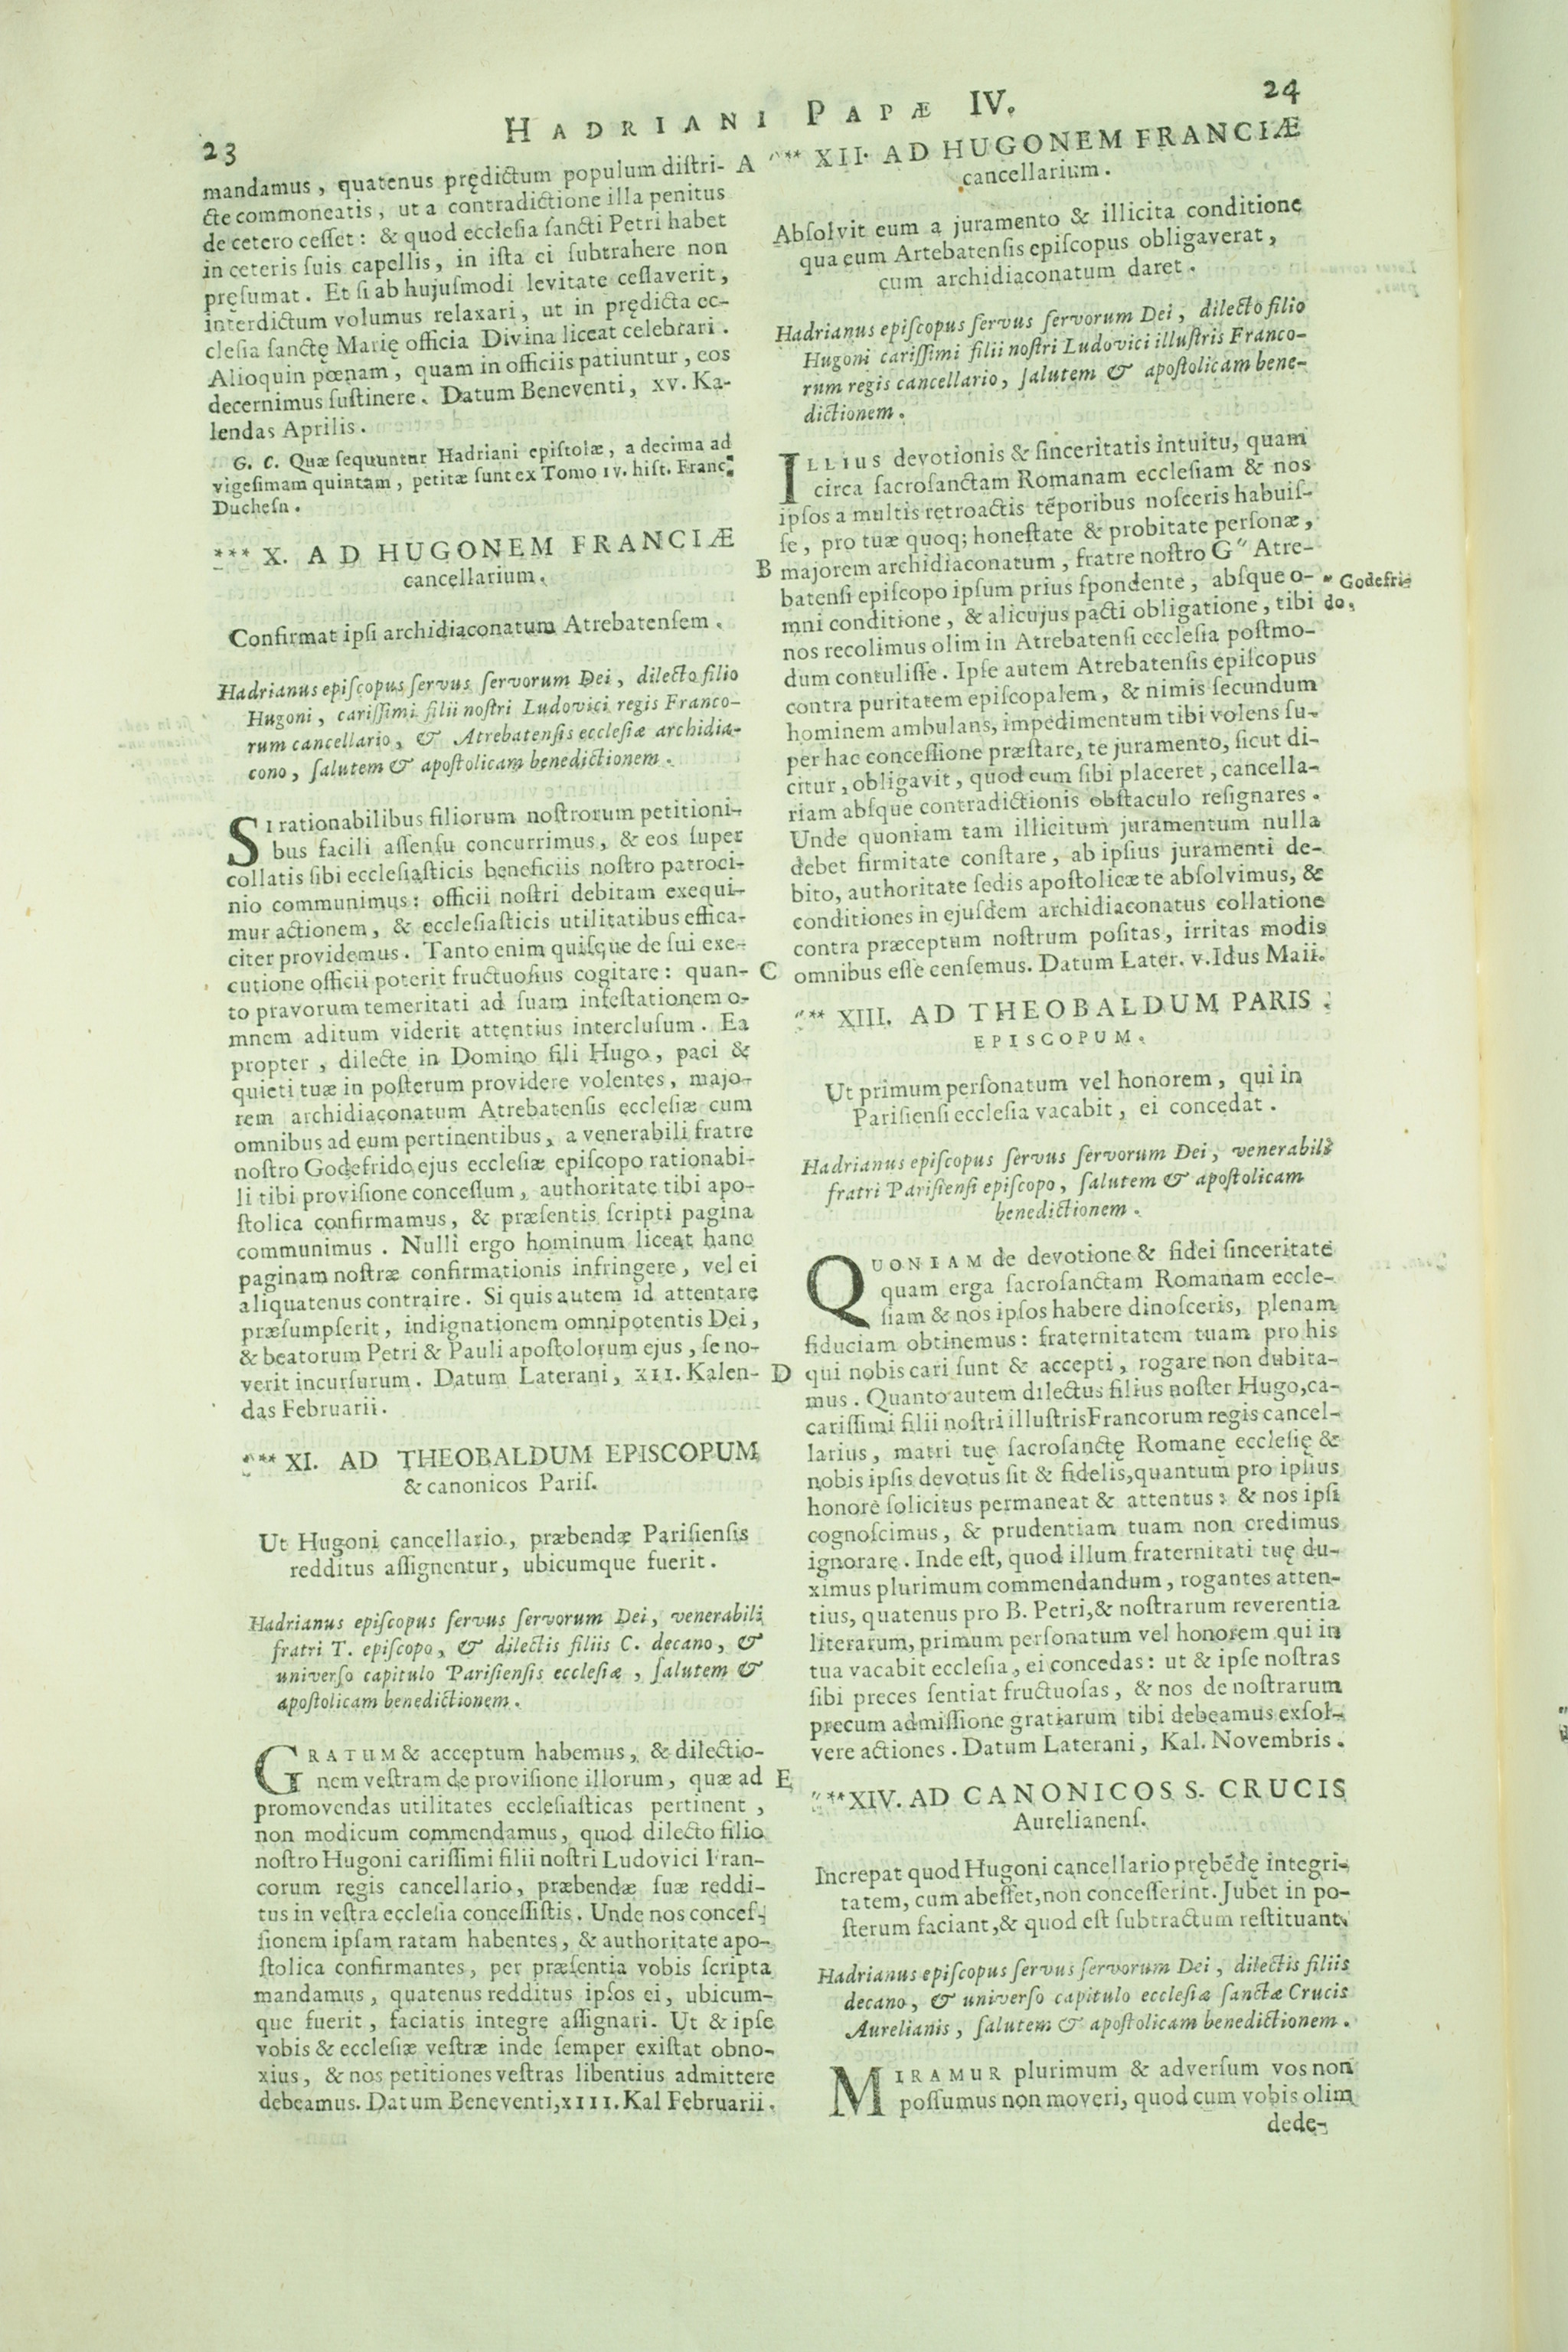 23
HADRIANI PAPÆ IV.
24
mandamus, quatenus prędictum populum distri-
cte commoneatis, ut a contradictione illa penitus
de cetero cesset: & quod ecclesia sancti Petri habet
in ceteris suis capellis, in ista ei subtrahere non
pręsumat. Et si ab hujusmodi levitate cessaverit,
interdictum volumus relaxari, ut in prędicta ec-
clesia sanctę Marię officia Divina liceat celebrari.
Alioquin pœnam, quam in officiis patiuntur, eos
decernimus sustinere. Datum Beneventi, XV. Ka-
lendas Aprilis.
G. C. Quæ sequuntur Hadriani epistolæ, a decima ad
vigesimam quintam, petitæ sunt ex Tomo IV. hist. Franc.
Duchesn.
*** X. AD HUGONEM FRANCIÆ
cancellarium.
Confirmat ipsi archidiaconatum Atrebatensem.
Hadrianus episcopus servus servorum Dei, dilecto filio
Hugoni, carissimi filii nostri Ludovici regis Franco-
rum cancellario, & Atrebatensis ecclesiæ archidia-
cono, salutem & apostolicam benedictionem.
SI rationabilibus filiorum nostrorum petitioni-
bus facili assensu concurrimus, & eos super
collatis sibi ecclesiasticis beneficiis nostro patroci-
nio communimus: officii nostri debitam exequi-
mur actionem, & ecclesiasticis utilitatibus effica-
citer providemus. Tanto enim quisque de sui exe-
cutione officii poterit fructuosius cogitare: quan-
to pravorum temeritati ad suam infestationem o-
mnem aditum viderit attentius interclusum. Ea
propter, dilecte in Domino fili Hugo, paci &
quieti tuæ in posterum providere volentes, majo-
rem archidiaconatum Atrebatensis ecclesiæ cum
omnibus ad eum pertinentibus, a venerabili fratre
nostro Godefrido ejus ecclesiæ episcopo rationabi-
li tibi provisione concessum, authoritate tibi apo-
stolica confirmamus, & præsentis scripti pagina
communimus. Nulli ergo hominum liceat hanc
paginam nostræ confirmationis infringere, vel ei
aliquatenus contraire. Si quis autem id attentare
præsumpserit, indignationem omnipotentis Dei,
& beatorum Petri & Pauli apostolorum ejus, se no-
verit incursurum. Datum Laterani, XII. Kalen-
das Februarii.
*** XI. AD THEOBALDUM EPISCOPUM
& canonicos Paris.
Ut Hugoni cancellario, præbendæ Parisiensis
redditus assignentur, ubicumque fuerit.
Hadrianus episcopus servus servorum Dei, venerabili
fratri T. episcopo, & dilectis filiis C. decano, &
universo capitulo Parisiensis ecclesiæ, salutem &
apostolicam benedictionem.
GRATUM & acceptum habemus, & dilectio-
nem vestram de provisione illorum, quæ ad
promovendas utilitates ecclesiasticas pertinent,
non modicum commendamus, quod dilecto filio
nostro Hugoni carissimi filii nostri Ludovici Fran-
corum regis cancellario, præbendæ suæ reddi-
tus in vestra ecclesia concessistis. Unde nos conces-
sionem ipsam ratam habentes, & authoritate apo-
stolica confirmantes, per præsentia vobis scripta
mandamus, quatenus redditus ipsos ei, ubicum-
que fuerit, faciatis integre assignari. Ut & ipse
vobis & ecclesiæ vestræ inde semper existat obno-
xius, & nos petitiones vestras libentius admittere
debeamus. Datum Beneventi, XIII. Kal Februarii.
A
B
C
D
E
*** XII. AD HUGONEM FRANCIÆ
cancellarium.
Absolvit eum a juramento & illicita conditione
qua eum Artebatensis episcopus obligaverat,
cum archidiaconatum daret.
Hadrianus episcopus servus servorum Dei, dilecto filio
Hugoni carissimi filii nostri Ludovici illustris Franco-
rum regis cancellario, salutem & apostolicam bene-
dictionem.
ILLIUS devotionis & sinceritatis intuitu, quam
circa sacrosanctam Romanam ecclesiam & nos
ipsos a multis retroactis tẽporibus nosceris habuis-
se, pro tuæ quoq; honestate & probitate personæ,
majorem archidiaconatum, fratre nostro G" Atre-
batensi episcopo ipsum prius spondente, absque o-
mni conditione, & alicujus pacti obligatione, tibi
nos recolimus olim in Atrebatensi ecclesia postmo-
dum contulisse. Ipse autem Atrebatensis episcopus
contra puritatem episcopalem, & nimis secundum
hominem ambulans, impedimentum tibi volens su-
per hac concessione præstare, te juramento, sicut di-
citur, obligavit, quod cum sibi placeret, cancella-
riam absque contradictionis obstaculo resignares.
Unde quoniam tam illicitum juramentum nulla
debet firmitate constare, ab ipsius juramenti de-
bito, authoritate sedis apostolicæ te absolvimus, &
conditiones in ejusdem archidiaconatus collatione
contra præceptum nostrum positas, irritas modis
omnibus esse censemus. Datum Later. v. Idus Maii.
" Godefri-
do.
*** XIII. AD THEOBALDUM PARIS.
EPISCOPUM.
Ut primum personatum vel honorem, qui in
Parisiensi ecclesia vacabit, ei concedat.
Hadrianus episcopus servus servorum Dei, venerabili
fratri Parisiensi episcopo, salutem & apostolicam
benedictionem.
QUONIAM de devotione & fidei sinceritate
quam erga sacrosanctam Romanam eccle-
siam & nos ipsos habere dinosceris, plenam
fiduciam obtinemus: fraternitatem tuam pro his
qui nobis cari sunt & accepti, rogare non dubita-
mus. Quanto autem dilectus filius noster Hugo, ca-
carissimi filii nostri illustris Francorum regis cancel-
larius, matri tuę sacrosanctę Romanę ecclesię &
nobis ipsis devotus sit & fidelis, quantum pro ipsius
honore solicitus permaneat & attentus: & nos ipsi
cognoscimus, & prudentiam tuam non credimus
ignorare. Inde est, quod illum fraternitati tuę du-
ximus plurimum commendandum, rogantes atten-
tius, quatenus pro B. Petri, & nostrarum reverentia
literarum, primum personatum vel honorem qui in
tua vacabit ecclesia, ei concedas: ut & ipse nostras
sibi preces sentiat fructuosas, & nos de nostrarum
precum admissione gratiarum tibi debeamus exsol-
vere actiones. Datum Laterani, Kal. Novembris.
*** XIV. AD CANONICOS S. CRUCIS
Aurelianens.
Increpat quod Hugoni cancellario prębẽdę integri-
tatem, cum abesset, non concesserint. Jubet in po-
sterum faciant, & quod est subtractum restituant.
Hadrianus episcopus servus servorum Dei, dilectis filiis
decano, & universo capitulo ecclesiæ sanctæ Crucis
Aurelianis, salutem & apostolicam benedictionem.
MIRAMUR plurimum & adversum vos non
possumus non moveri, quod cum vobis olim
dede-